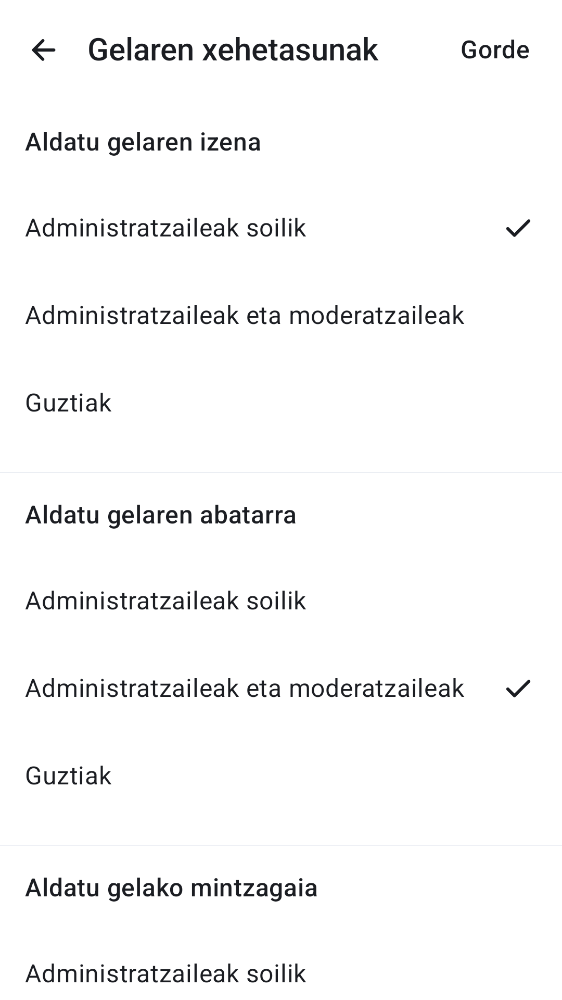 Gelaren xehetasunak Gorde
Aldatu gelaren izena
Administratzaileak soilik
Administratzaileak eta moderatzaileak
Guztiak
Aldatu gelaren abatarra
Administratzaileak soilik
Administratzaileak eta moderatzaileak
Guztiak
Aldatu gelako mintzagaia
Administratzaileak soilik